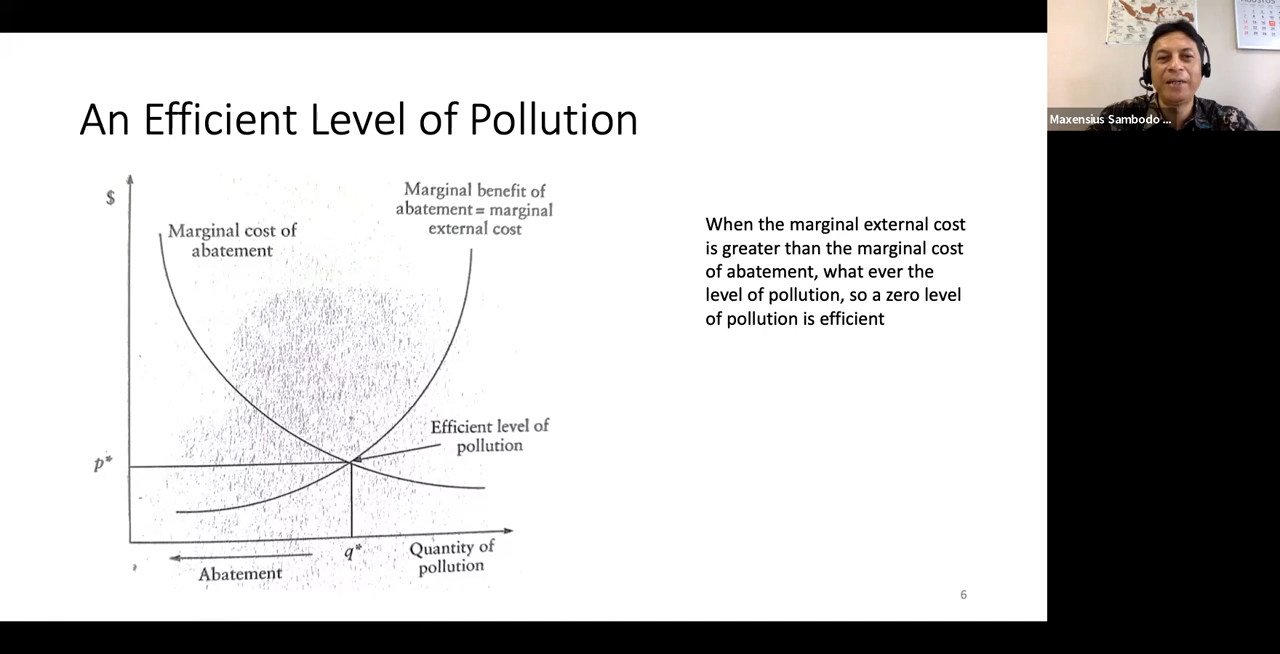 An Efficient Level of Pollution
$
Marginal cost of
abatement
Marginal benefit of
abatement = marginal
external cost
Efficient level of
pollution
p*
q*
Quantity of
pollution
Abatement
When the marginal external cost
is greater than the marginal cost
of abatement, what ever the
level of pollution, so a zero level
of pollution is efficient
6
Maxensius Sambodo ...